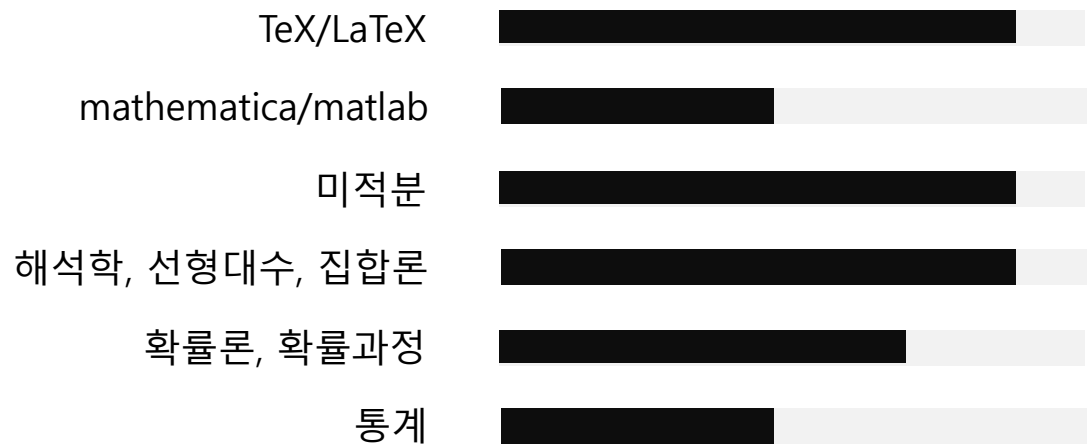 TeX/LaTeX
mathematica/matlab
미적분
해석학, 선형대수, 집합론
확률론, 확률과정
통계